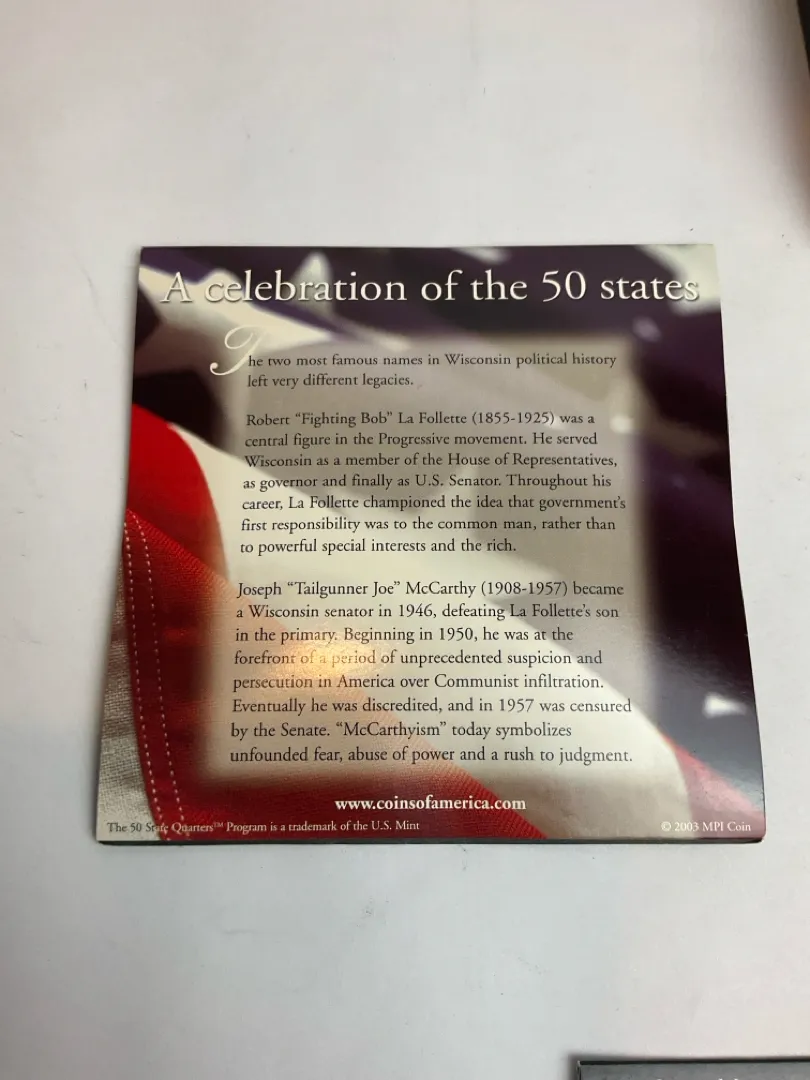 A celebration of the 50 states
The two most famous names in Wisconsin political history
left very different legacies.
Robert “Fighting Bob” La Follette (1855-1925) was a
central figure in the Progressive movement. He served
Wisconsin as a member of the House of Representatives,
as governor and finally as U.S. Senator. Throughout his
career, La Follette championed the idea that government’s
first responsibility was to the common man, rather than
to powerful special interests and the rich.
Joseph “Tailgunner Joe” McCarthy (1908-1957) became
a Wisconsin senator in 1946, defeating La Follette’s son
in the primary. Beginning in 1950, he was at the
forefront of a period of unprecedented suspicion and
persecution in America over Communist infiltration.
Eventually he was discredited, and in 1957 was censured
by the Senate. “McCarthyism” today symbolizes
unfounded fear, abuse of power and a rush to judgment.
www.coinsofamerica.com
The 50 State Quarters™ Program is a trademark of the U.S. Mint
© 2003 MPI Coin